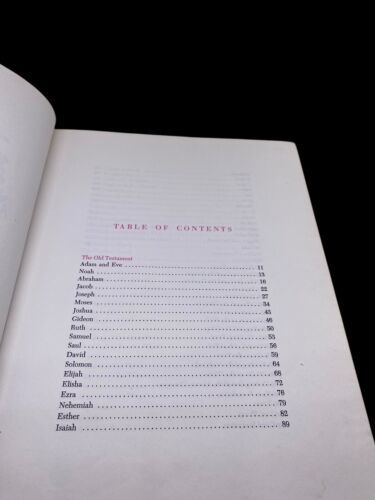 TABLE OF CONTENTS
The Old Testament
Adam and Eve . . . . . . . . . . . . . . . . . . . . 11
Noah . . . . . . . . . . . . . . . . . . . . . . . . 13
Abraham . . . . . . . . . . . . . . . . . . . . . . 16
Jacob . . . . . . . . . . . . . . . . . . . . . . . . 22
Joseph . . . . . . . . . . . . . . . . . . . . . . . 27
Moses . . . . . . . . . . . . . . . . . . . . . . . 34
Joshua . . . . . . . . . . . . . . . . . . . . . . . 43
Gideon . . . . . . . . . . . . . . . . . . . . . . . 46
Ruth . . . . . . . . . . . . . . . . . . . . . . . . 50
Samuel . . . . . . . . . . . . . . . . . . . . . . . 53
Saul . . . . . . . . . . . . . . . . . . . . . . . . 56
David . . . . . . . . . . . . . . . . . . . . . . . 59
Solomon . . . . . . . . . . . . . . . . . . . . . . 64
Elijah . . . . . . . . . . . . . . . . . . . . . . . 68
Elisha . . . . . . . . . . . . . . . . . . . . . . . 72
Ezra . . . . . . . . . . . . . . . . . . . . . . . . 78
Nehemiah . . . . . . . . . . . . . . . . . . . . . 79
Esther . . . . . . . . . . . . . . . . . . . . . . . 82
Isaiah . . . . . . . . . . . . . . . . . . . . . . . 89